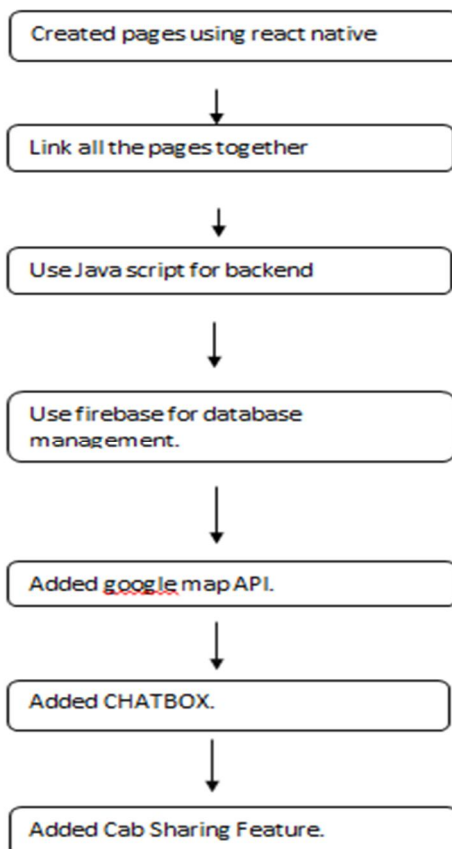 Created pages using react native
Link all the pages together
Use Java script for backend
Use firebase for database
management.
Added google map API.
Added CHATBOX.
Added Cab Sharing Feature.